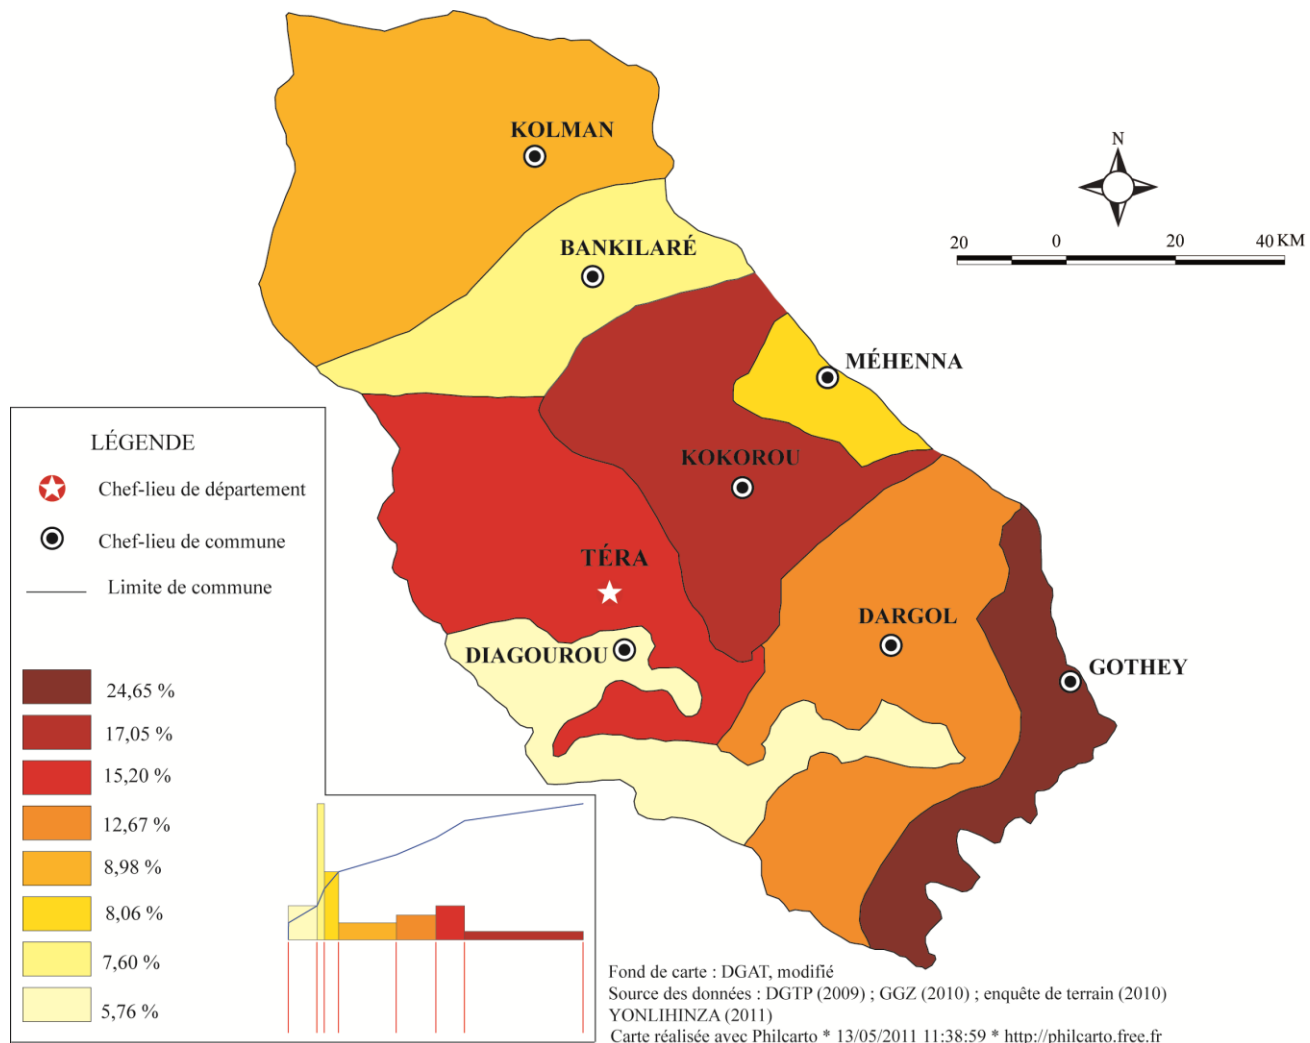 KOLMAN
N
BANKILARÉ
20 0 20 40 KM
MÉHENNA
LÉGENDE
KOKOROU
Chef-lieu de département
Chef-lieu de commune
TÉRA
Limite de commune
DARGOL
DIAGOUROU
GOTHEY
24,65 %
17,05 %
15,20 %
12,67 %
8,98 %
8,06 %
7,60 %
5,76 %
Fond de carte : DGAT, modifié
Source des données : DGTP (2009) ; GGZ (2010) ; enquête de terrain (2010)
YONLIHINZA (2011)
Carte réalisée avec Philcarto * 13/05/2011 11:38:59 * http://philcarto.free.fr